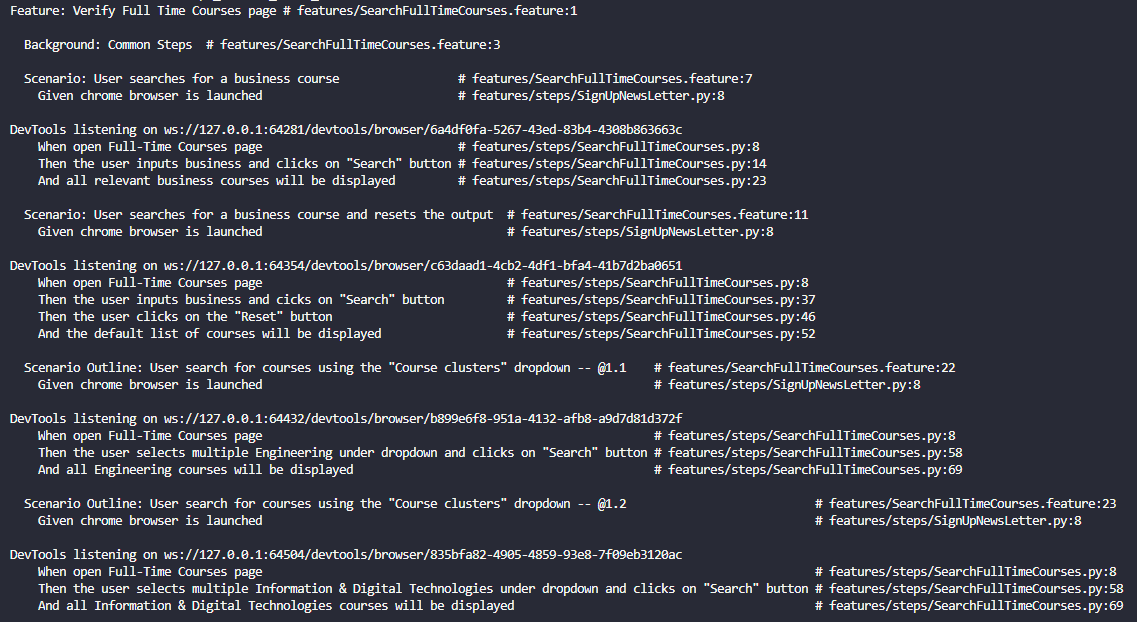 Feature: Verify Full Time Courses page # features/SearchFullTimeCourses.feature:1
Background: Common Steps # features/SearchFullTimeCourses.feature:3
Scenario: User searches for a business course # features/SearchFullTimeCourses.feature:7
Given chrome browser is launched # features/steps/SignUpNewsLetter.py:8
DevTools listening on ws://127.0.0.1:64281/devtools/browser/6a4df0fa-5267-43ed-83b4-4308b863663c
When open Full-Time Courses page # features/steps/SearchFullTimeCourses.py:8
Then the user inputs business and clicks on "Search" button # features/steps/SearchFullTimeCourses.py:14
And all relevant business courses will be displayed # features/steps/SearchFullTimeCourses.py:23
Scenario: User searches for a business course and resets the output # features/SearchFullTimeCourses.feature:11
Given chrome browser is launched # features/steps/SignUpNewsLetter.py:8
DevTools listening on ws://127.0.0.1:64354/devtools/browser/c63daad1-4cb2-4df1-bfa4-41b7d2ba0651
When open Full-Time Courses page # features/steps/SearchFullTimeCourses.py:8
Then the user inputs business and cicks on "Search" button # features/steps/SearchFullTimeCourses.py:37
Then the user clicks on the "Reset" button # features/steps/SearchFullTimeCourses.py:46
And the default list of courses will be displayed # features/steps/SearchFullTimeCourses.py:52
Scenario Outline: User search for courses using the "Course clusters" dropdown -- @1.1 # features/SearchFullTimeCourses.feature:22
Given chrome browser is launched # features/steps/SignUpNewsLetter.py:8
DevTools listening on ws://127.0.0.1:64432/devtools/browser/b899e6f8-951a-4132-afb8-a9d7d81d372f
When open Full-Time Courses page # features/steps/SearchFullTimeCourses.py:8
Then the user selects multiple Engineering under dropdown and clicks on "Search" button # features/steps/SearchFullTimeCourses.py:58
And all Engineering courses will be displayed # features/steps/SearchFullTimeCourses.py:69
Scenario Outline: User search for courses using the "Course clusters" dropdown -- @1.2 # features/SearchFullTimeCourses.feature:23
Given chrome browser is launched # features/steps/SignUpNewsLetter.py:8
DevTools listening on ws://127.0.0.1:64504/devtools/browser/835bfa82-4905-4859-93e8-7f09eb3120ac
When open Full-Time Courses page # features/steps/SearchFullTimeCourses.py:8
Then the user selects multiple Information & Digital Technologies under dropdown and clicks on "Search" button # features/steps/SearchFullTimeCourses.py:58
And all Information & Digital Technologies courses will be displayed # features/steps/SearchFullTimeCourses.py:69